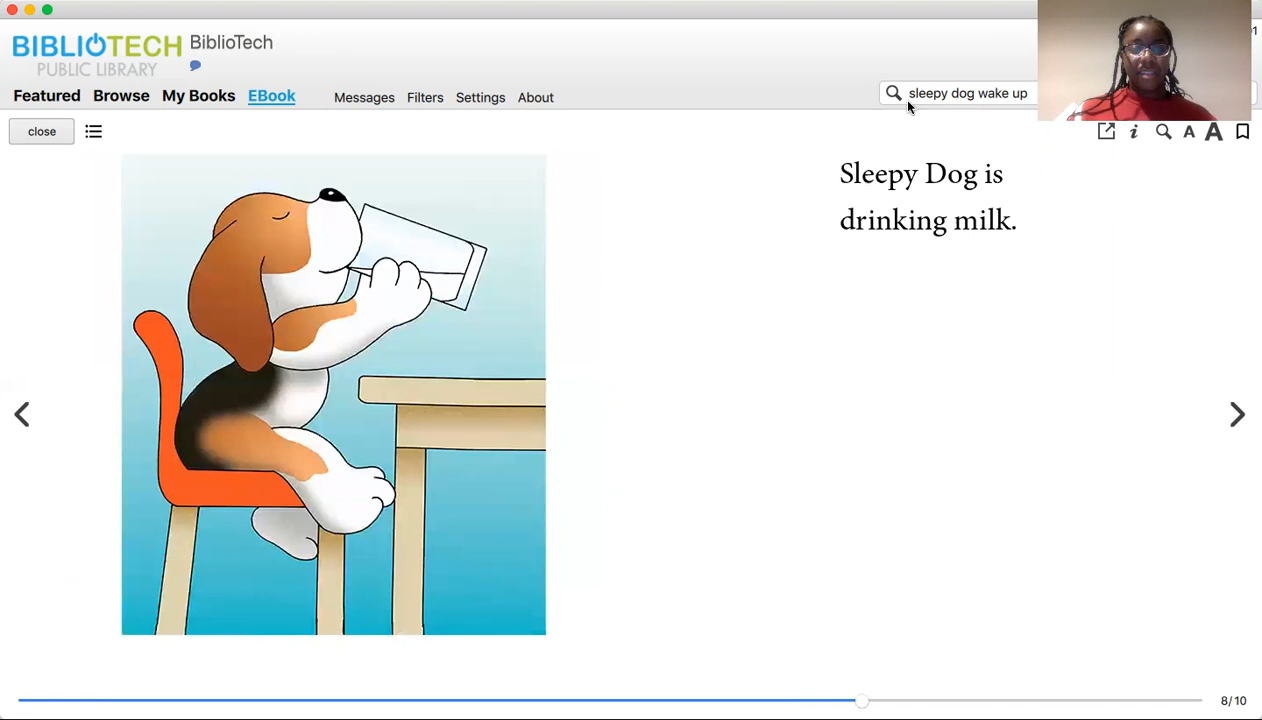 BIBLIOTECH
PUBLIC LIBRARY
BiblioTech
Featured Browse My Books EBook Messages Filters Settings About
sleepy dog wake up
close
i A A
Sleepy Dog is
drinking milk.
8/10